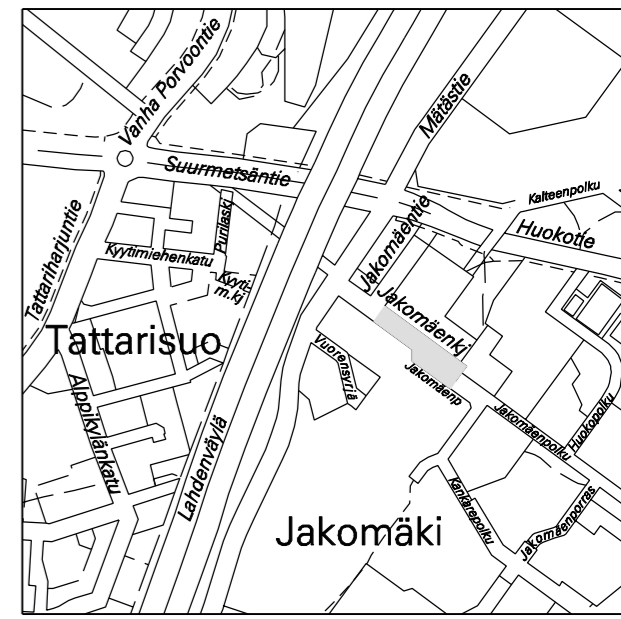 Vanha Porvoontie
Mätästie
Suurmetsäntie
Kalteenpolku
Purilaski
Huokotie
Tattariharjuntie
Jakomäentie
Kyytimiehenkatu
Kyyti-
m.kj
Jakomäenkj
Tattarisuo
Vuorensyrjä
Jakomäenp
Alppikylänkatu
Jakomäenpolku
Huokopolku
Lahdenväylä
Kankarepolku
Jakomäenporras
Jakomäki